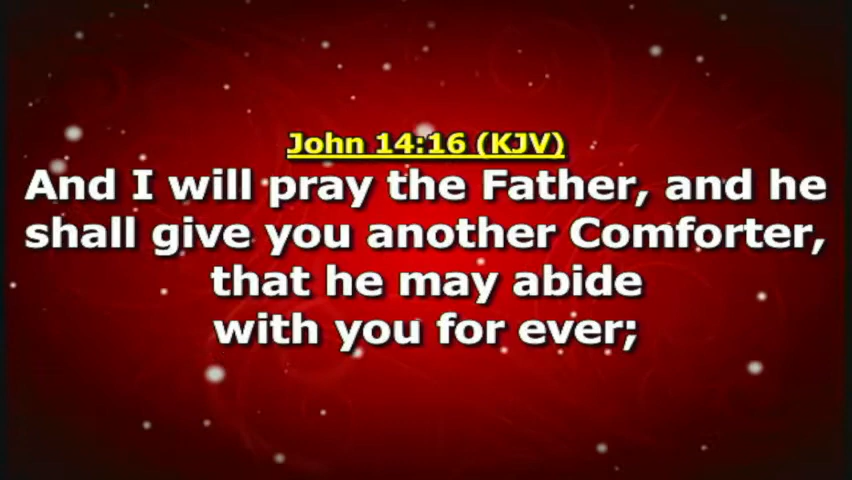 John 14:16 (KJV)
And I will pray the Father, and he
shall give you another Comforter,
that he may abide
with you for ever;